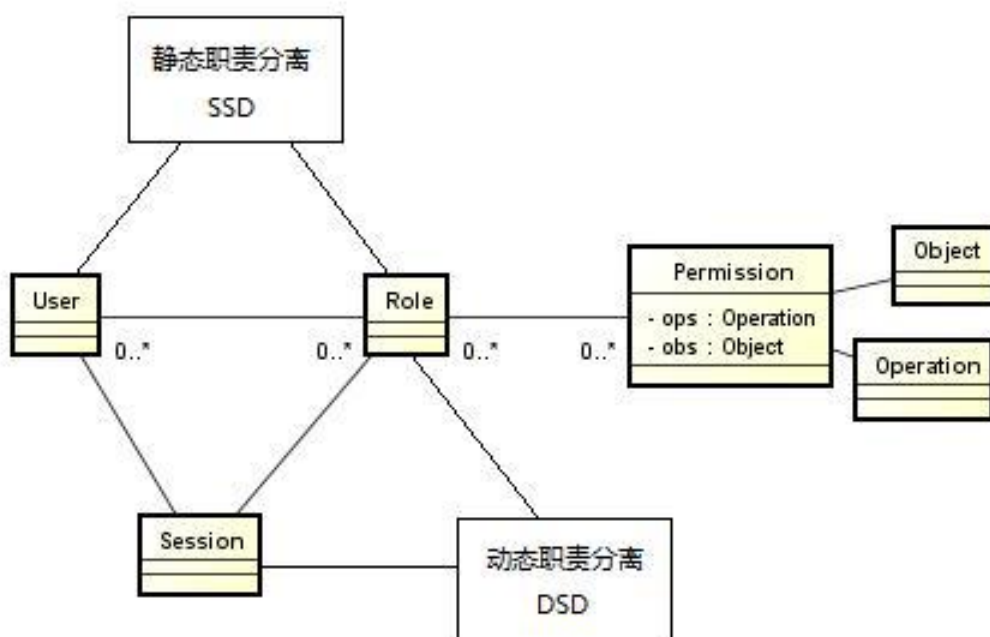 静态职责分离
SSD
User
Role
Permission
- ops : Operation
- obs : Object
Object
Operation
0..*
0..*
0..*
0..*
Session
动态职责分离
DSD